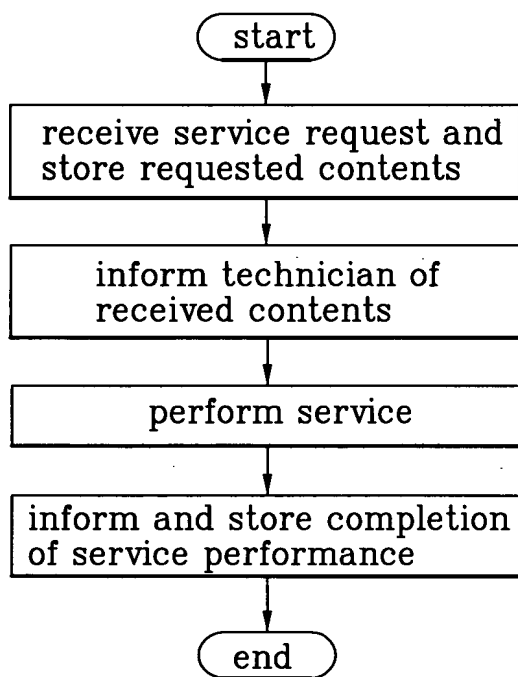 start
receive service request and
store requested contents
inform technician of
received contents
perform service
inform and store completion
of service performance
end